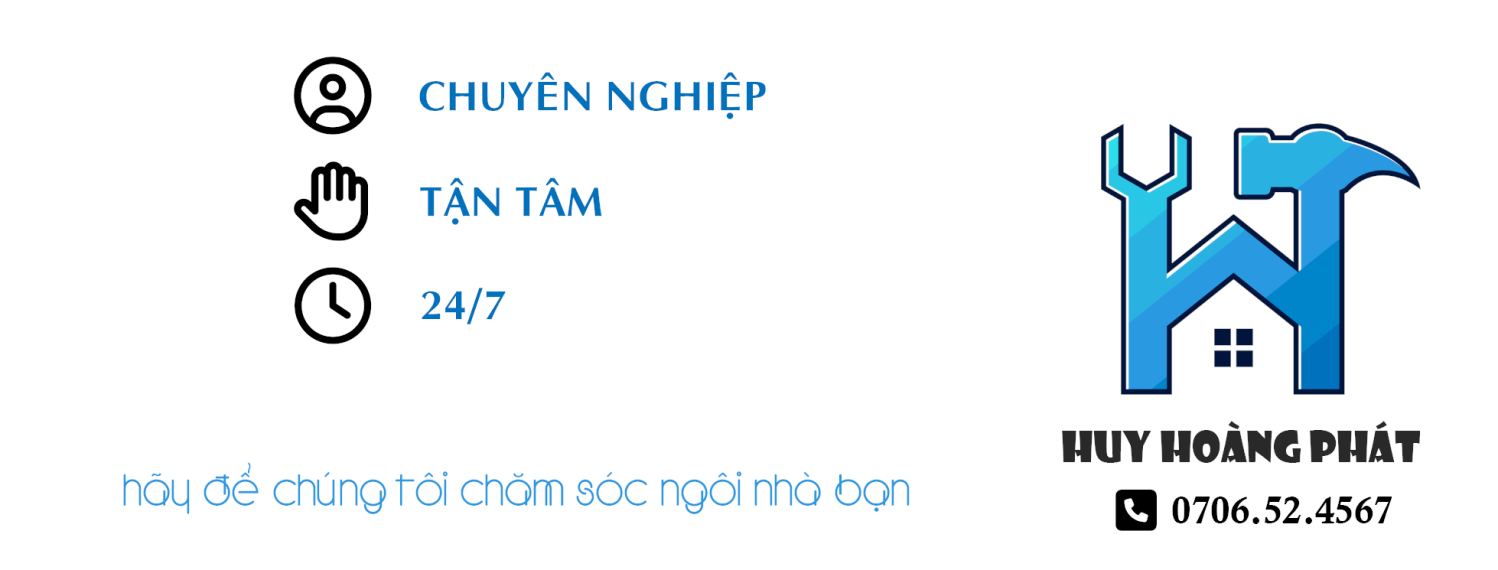 CHUYÊN NGHIỆP
TẬN TÂM
24/7
hãy để chúng tôi chăm sóc ngôi nhà bạn
HUY HOÀNG PHÁT
0706.52.4567